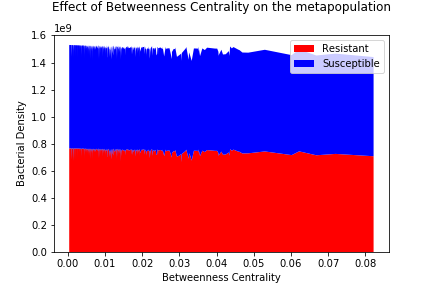 Effect of Betweenness Centrality on the metapopulation
1e9
1.6
1.4
1.2
1.0
0.8
0.6
0.4
0.2
0.0
Bacterial Density
Resistant
Susceptible
0.00 0.01 0.02 0.03 0.04 0.05 0.06 0.07 0.08
Betweenness Centrality